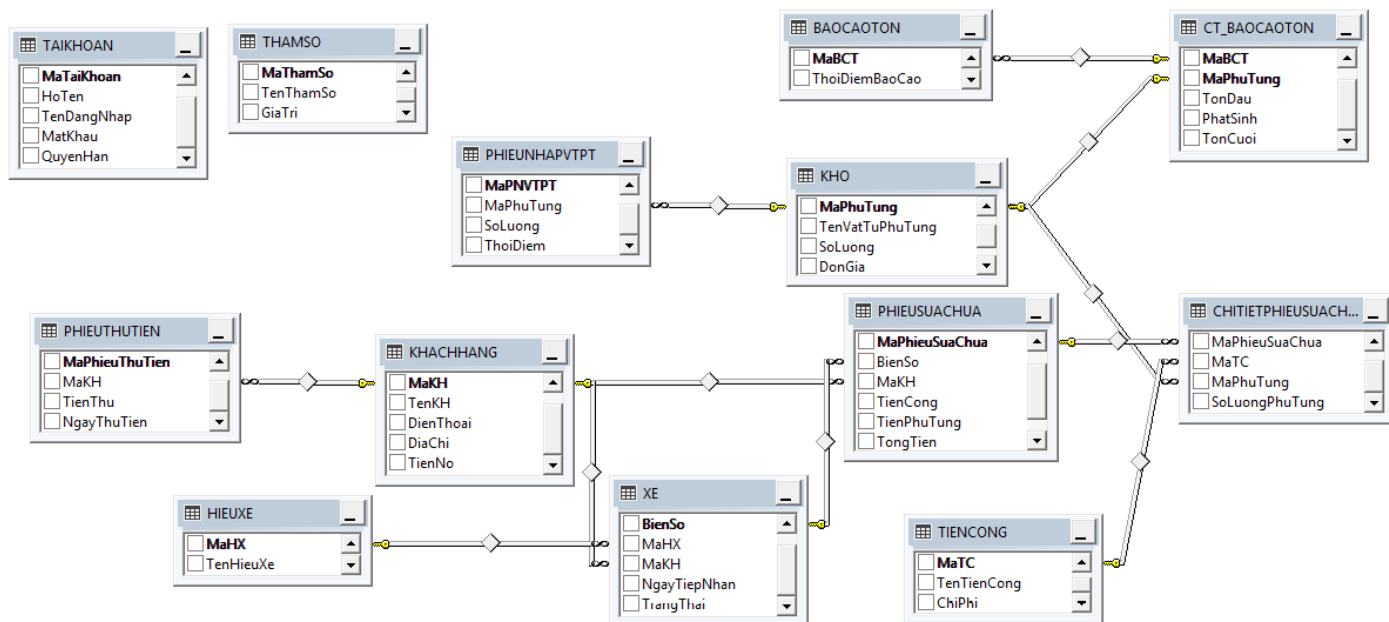 TAIKHOAN
MaTaiKhoan
HoTen
TenDangNhap
MatKhau
QuyenHan
THAMSO
MaThamSo
TenThamSo
GiaTri
BAOCAOTON
MaBCT
ThoiDiemBaoCao
CT_BAOCAOTON
MaBCT
MaPhuTung
TonDau
PhatSinh
TonCuoi
PHIEUNHAPVTPT
MaPNVTPT
MaPhuTung
SoLuong
ThoiDiem
KHO
MaPhuTung
TenVatTuPhuTung
SoLuong
DonGia
PHIEUTHUTIEN
MaPhieuThuTien
MaKH
TienThu
NgayThuTien
KHACHHANG
MaKH
TenKH
DienThoai
DiaChi
TienNo
PHIEUSUACHUA
MaPhieuSuaChua
BienSo
MaKH
TienCong
TienPhuTung
TongTien
CHITIETPHIEUSUACH...
MaPhieuSuaChua
MaTC
MaPhuTung
SoLuongPhuTung
HIEUXE
MaHX
TenHieuXe
XE
BienSo
MaHX
MaKH
NgayTiepNhan
TrangThai
TIENCONG
MaTC
TenTienCong
ChiPhi